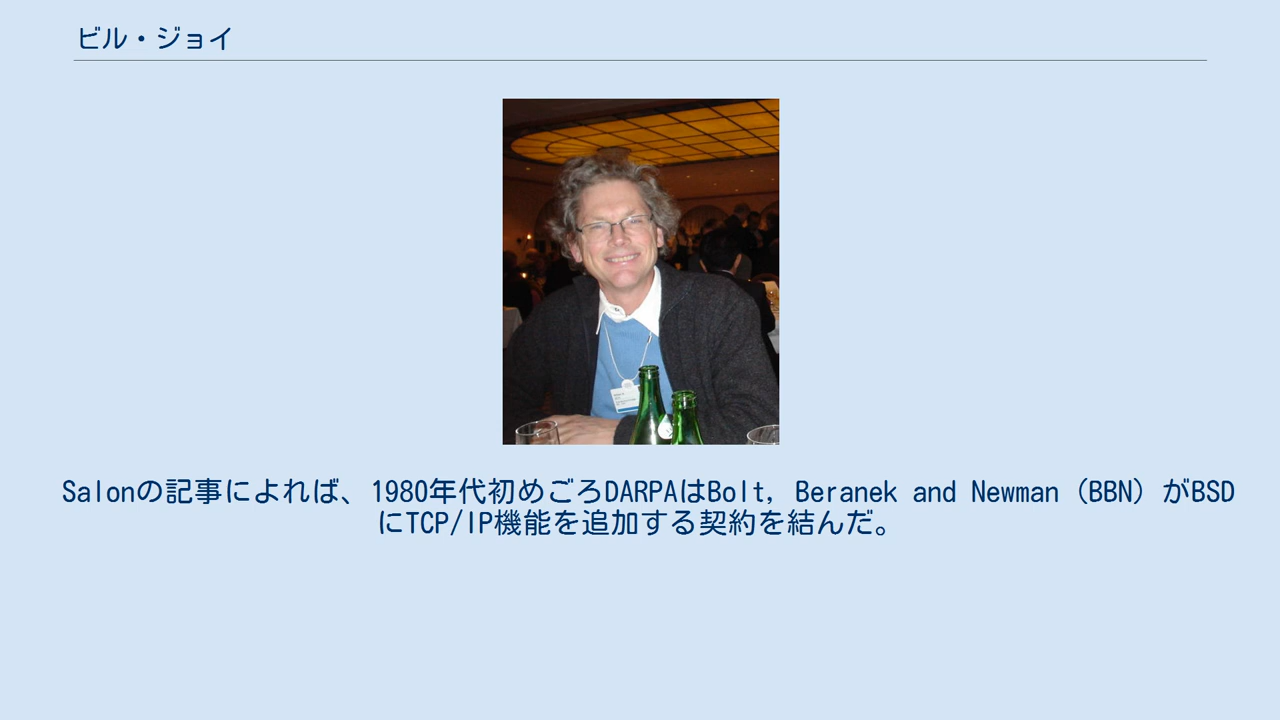 ビル・ジョイ
Salonの記事によれば、1980年代初めごろDARPAはBolt, Beranek and Newman（BBN）がBSD
にTCP/IP機能を追加する契約を結んだ。